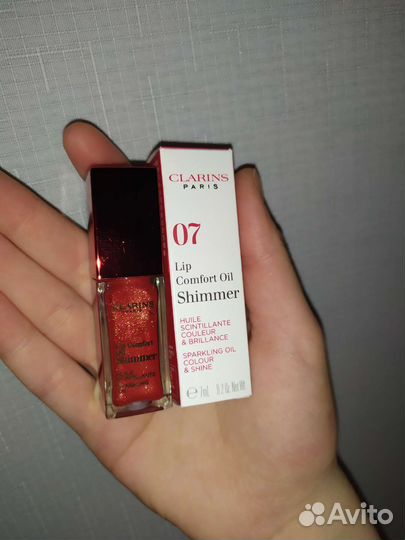 CLARINS
PARIS
07
Lip
Comfort Oil
Shimmer
HUILE
SCINTILLANTE
COULEUR
& BRILLANCE
SPARKLING OIL
COLOUR
& SHINE
7ml
CLARINS
Comfort
Shimmer
Avito